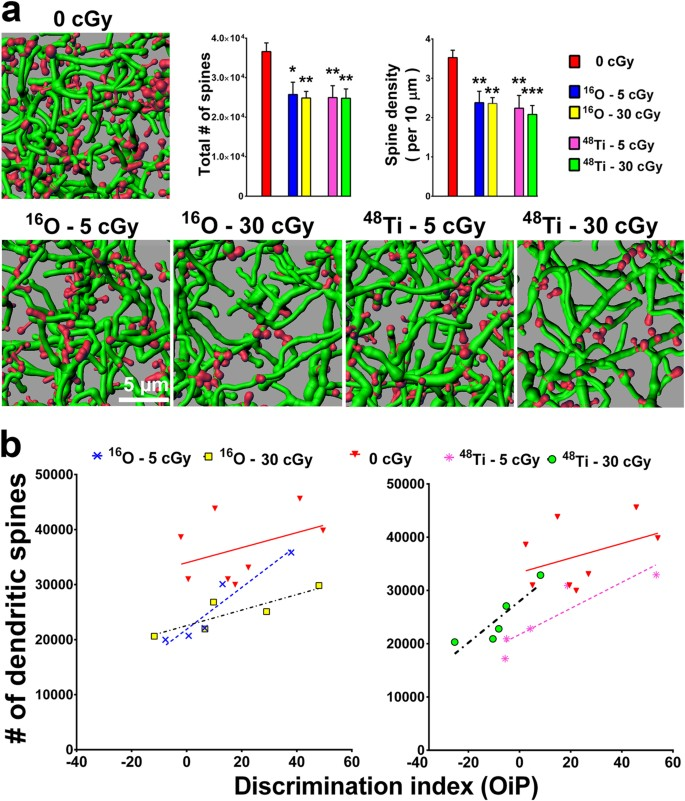 a
0 cGy
Total # of spines
4.0×10⁴
3.0×10⁴
2.0×10⁴
1.0×10⁴
0
* ** ** **
Spine density
( per 10 µm)
4
3
2
1
0
** ** ** ***
0 cGy
¹⁶O - 5 cGy
¹⁶O - 30 cGy
⁴⁸Ti - 5 cGy
⁴⁸Ti - 30 cGy
¹⁶O - 5 cGy ¹⁶O - 30 cGy ⁴⁸Ti - 5 cGy ⁴⁸Ti - 30 cGy
5 µm
b
¹⁶O - 5 cGy ¹⁶O - 30 cGy 0 cGy ⁴⁸Ti - 5 cGy ⁴⁸Ti - 30 cGy
# of dendritic spines
50000
40000
30000
20000
10000
0
-40 -20 0 20 40 60
50000
40000
30000
20000
10000
0
-40 -20 0 20 40 60
Discrimination index (OiP)